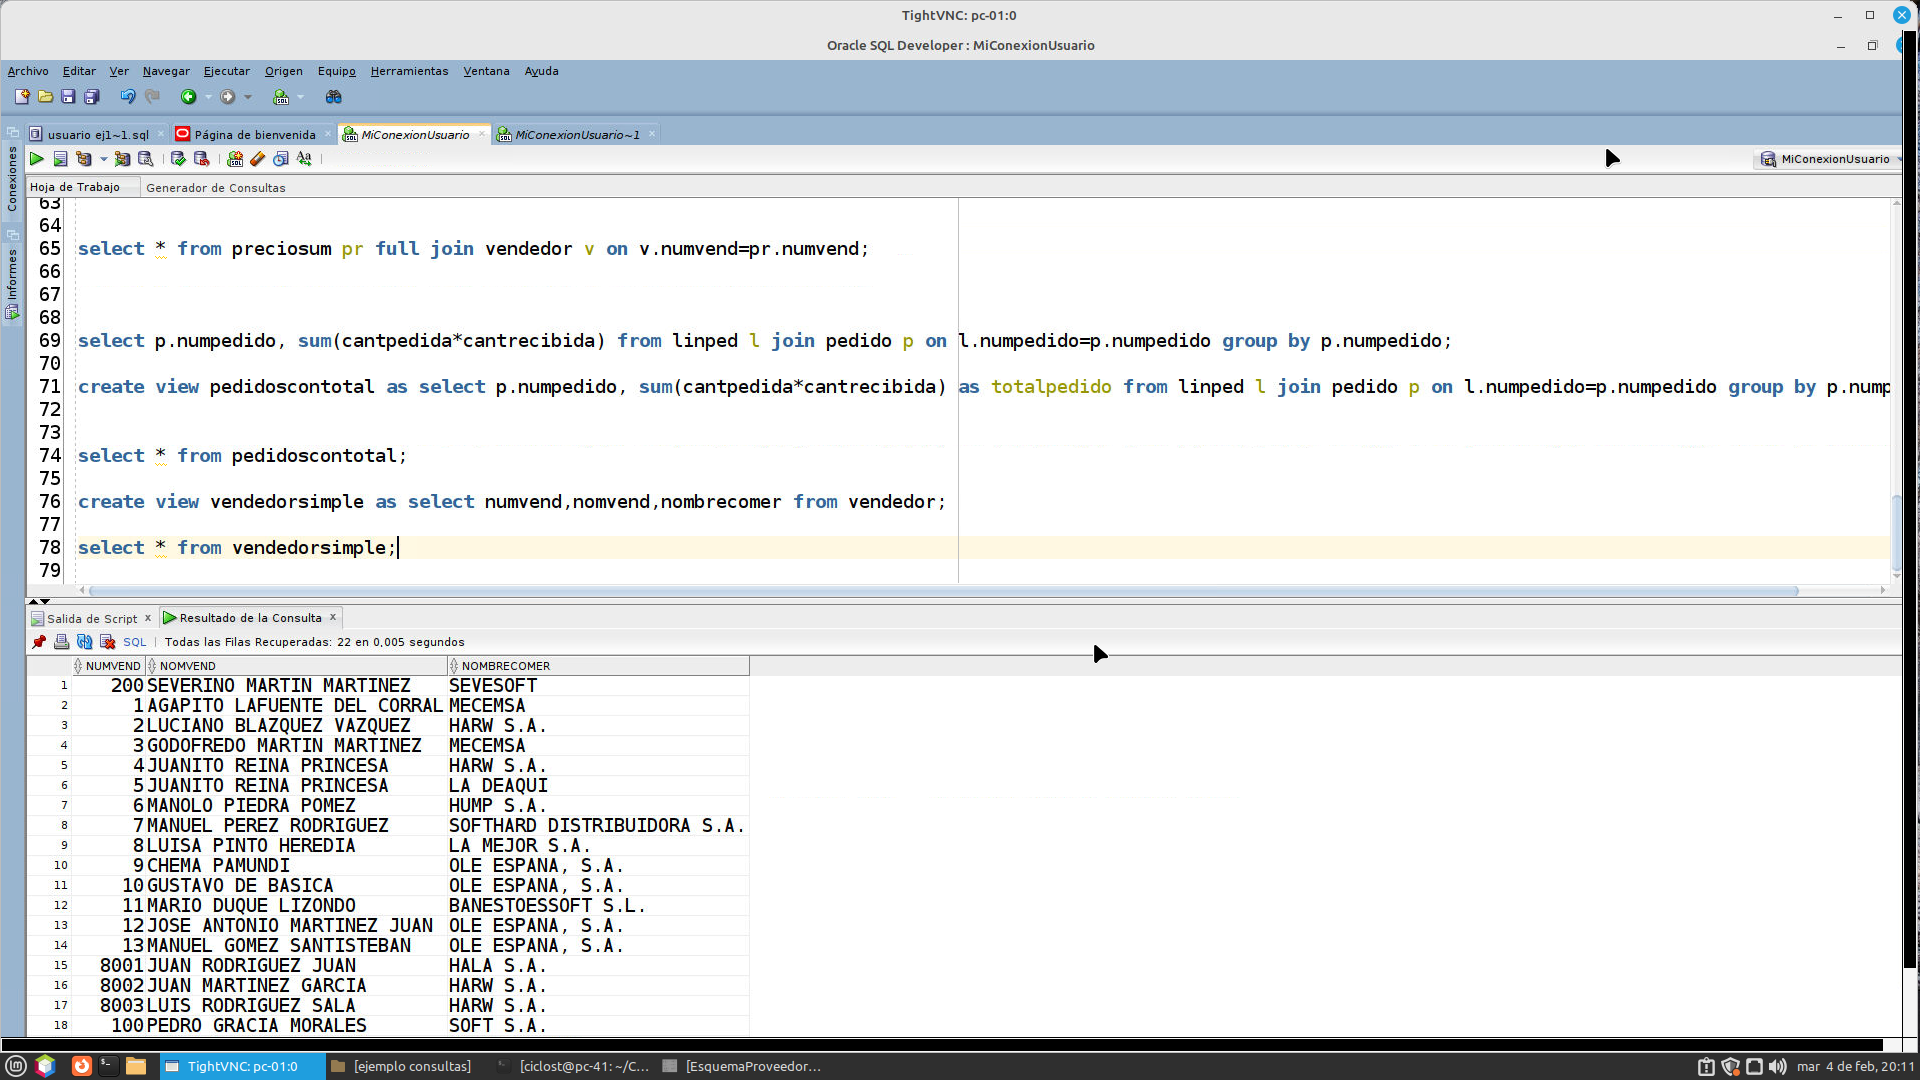 TightVNC: pc-01:0
Oracle SQL Developer : MiConexionUsuario
Archivo Editar Ver Navegar Ejecutar Origen Equipo Herramientas Ventana Ayuda
usuario ej1~1.sql Página de bienvenida MiConexionUsuario MiConexionUsuario~1
MiConexionUsuario
Conexiones
Informes
Hoja de Trabajo Generador de Consultas
63
64
65 select * from preciosum pr full join vendedor v on v.numvend=pr.numvend;
66
67
68
69 select p.numpedido, sum(cantpedida*cantrecibida) from linped l join pedido p on l.numpedido=p.numpedido group by p.numpedido;
70
71 create view pedidoscontotal as select p.numpedido, sum(cantpedida*cantrecibida) as totalpedido from linped l join pedido p on l.numpedido=p.numpedido group by p.nump
72
73
74 select * from pedidoscontotal;
75
76 create view vendedorsimple as select numvend,nomvend,nombrecomer from vendedor;
77
78 select * from vendedorsimple;
79
Salida de Script x Resultado de la Consulta x
SQL | Todas las Filas Recuperadas: 22 en 0,005 segundos
NUMVEND NOMVEND NOMBRECOMER
1 200 SEVERINO MARTIN MARTINEZ SEVESOFT
2 1 AGAPITO LAFUENTE DEL CORRAL MECEMSA
3 2 LUCIANO BLAZQUEZ VAZQUEZ HARW S.A.
4 3 GODOFREDO MARTIN MARTINEZ MECEMSA
5 4 JUANITO REINA PRINCESA HARW S.A.
6 5 JUANITO REINA PRINCESA LA DEAQUI
7 6 MANOLO PIEDRA POMEZ HUMP S.A.
8 7 MANUEL PEREZ RODRIGUEZ SOFTHARD DISTRIBUIDORA S.A.
9 8 LUISA PINTO HEREDIA LA MEJOR S.A.
10 9 CHEMA PAMUNDI OLE ESPANA, S.A.
11 10 GUSTAVO DE BASICA OLE ESPANA, S.A.
12 11 MARIO DUQUE LIZONDO BANESTOESSOFT S.L.
13 12 JOSE ANTONIO MARTINEZ JUAN OLE ESPANA, S.A.
14 13 MANUEL GOMEZ SANTISTEBAN OLE ESPANA, S.A.
15 8001 JUAN RODRIGUEZ JUAN HALA S.A.
16 8002 JUAN MARTINEZ GARCIA HARW S.A.
17 8003 LUIS RODRIGUEZ SALA HARW S.A.
18 100 PEDRO GRACIA MORALES SOFT S.A.
TightVNC: pc-01:0 [ejemplo consultas] [ciclost@pc-41: ~/C... [EsquemaProveedor... mar 4 de feb, 20:11